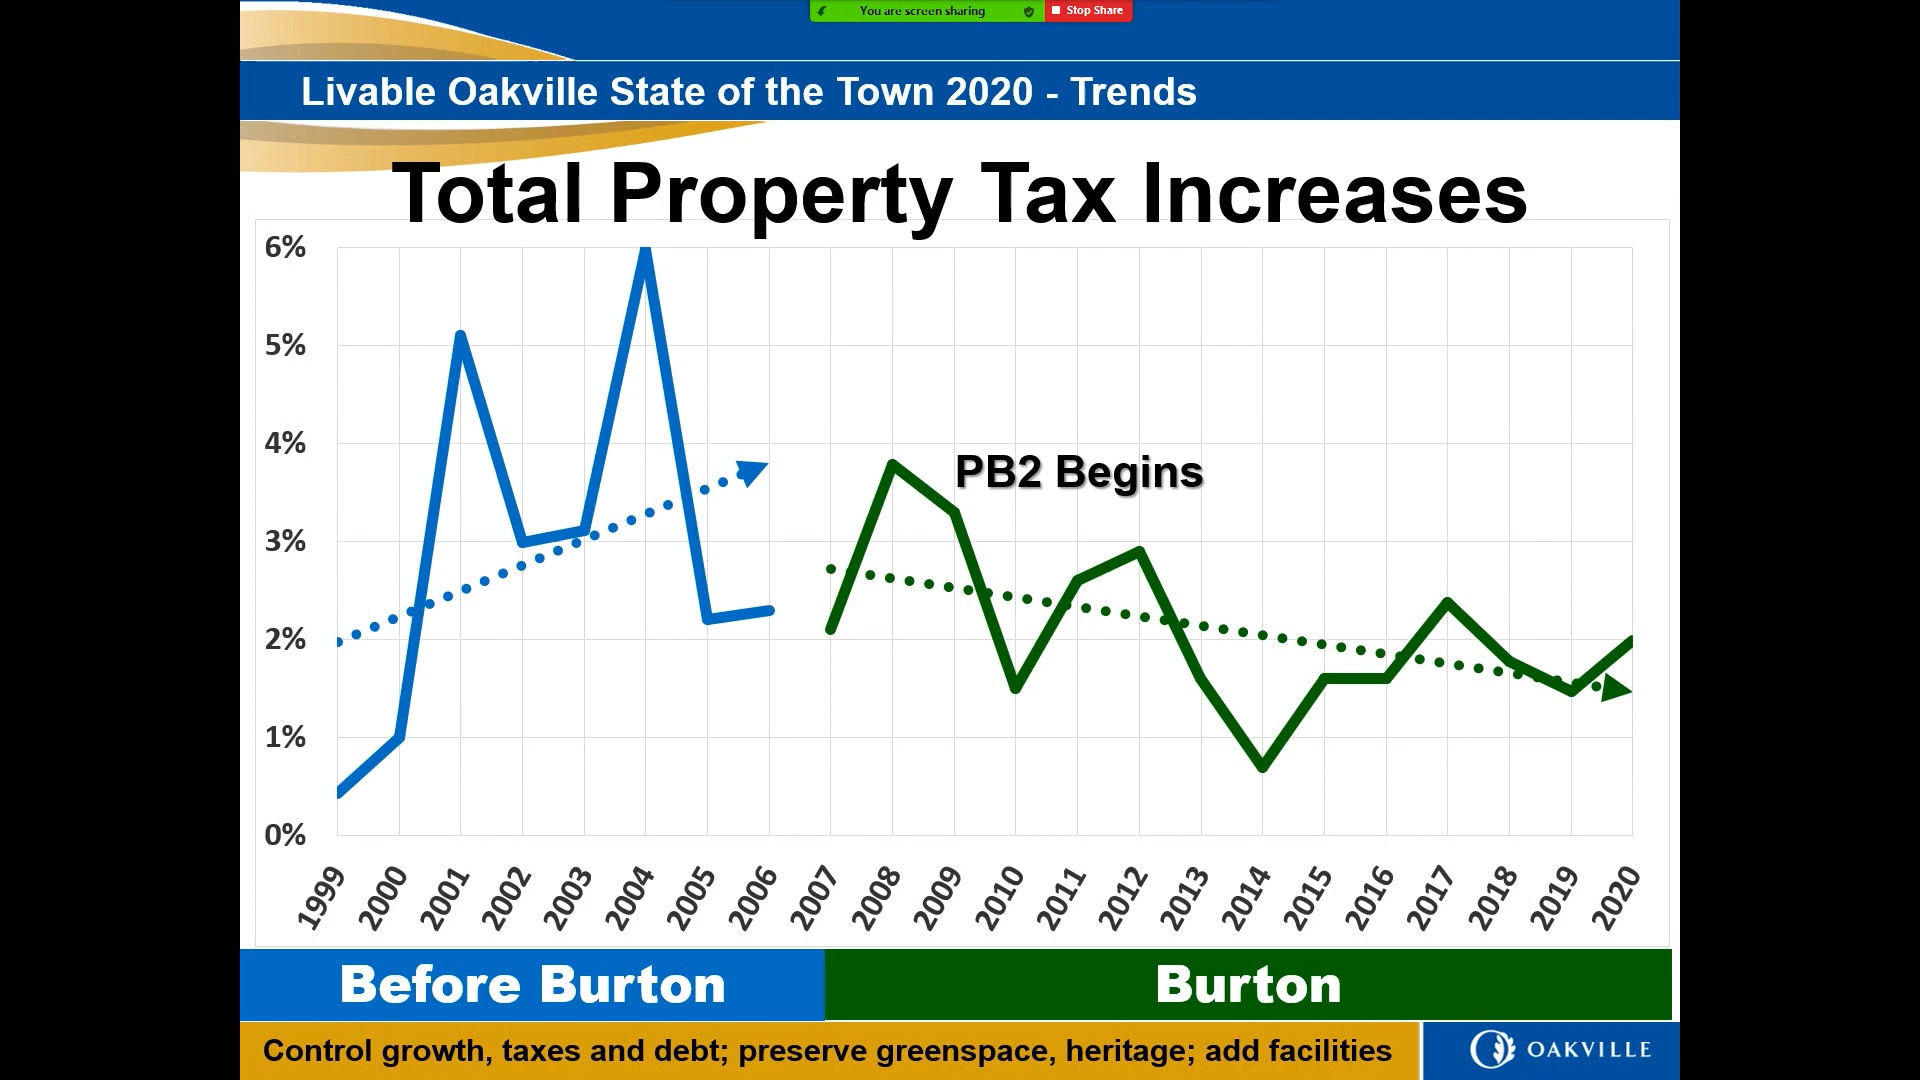 You are screen sharing
Stop Share
Livable Oakville State of the Town 2020 - Trends
Total Property Tax Increases
6%
5%
4%
3%
2%
1%
0%
PB2 Begins
1999 2000 2001 2002 2003 2004 2005 2006 2007 2008 2009 2010 2011 2012 2013 2014 2015 2016 2017 2018 2019 2020
Before Burton
Burton
Control growth, taxes and debt; preserve greenspace, heritage; add facilities
OAKVILLE